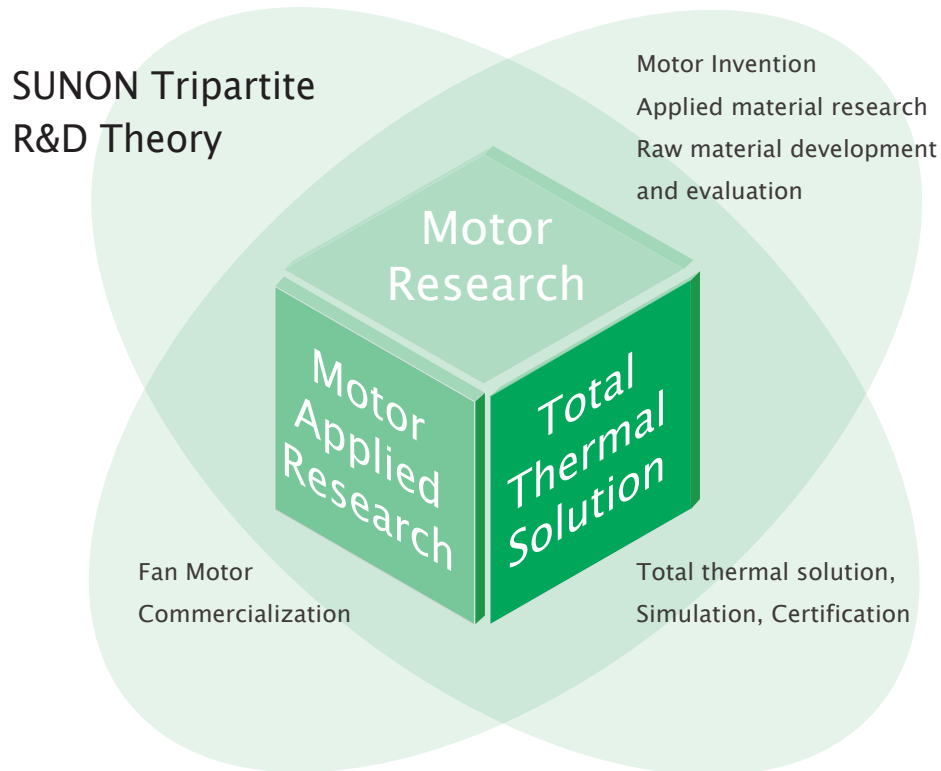 SUNON Tripartite
R&D Theory
Motor Invention
Applied material research
Raw material development
and evaluation
Motor
Research
Motor
Applied
Research
Total
Thermal
Solution
Fan Motor
Commercialization
Total thermal solution,
Simulation, Certification